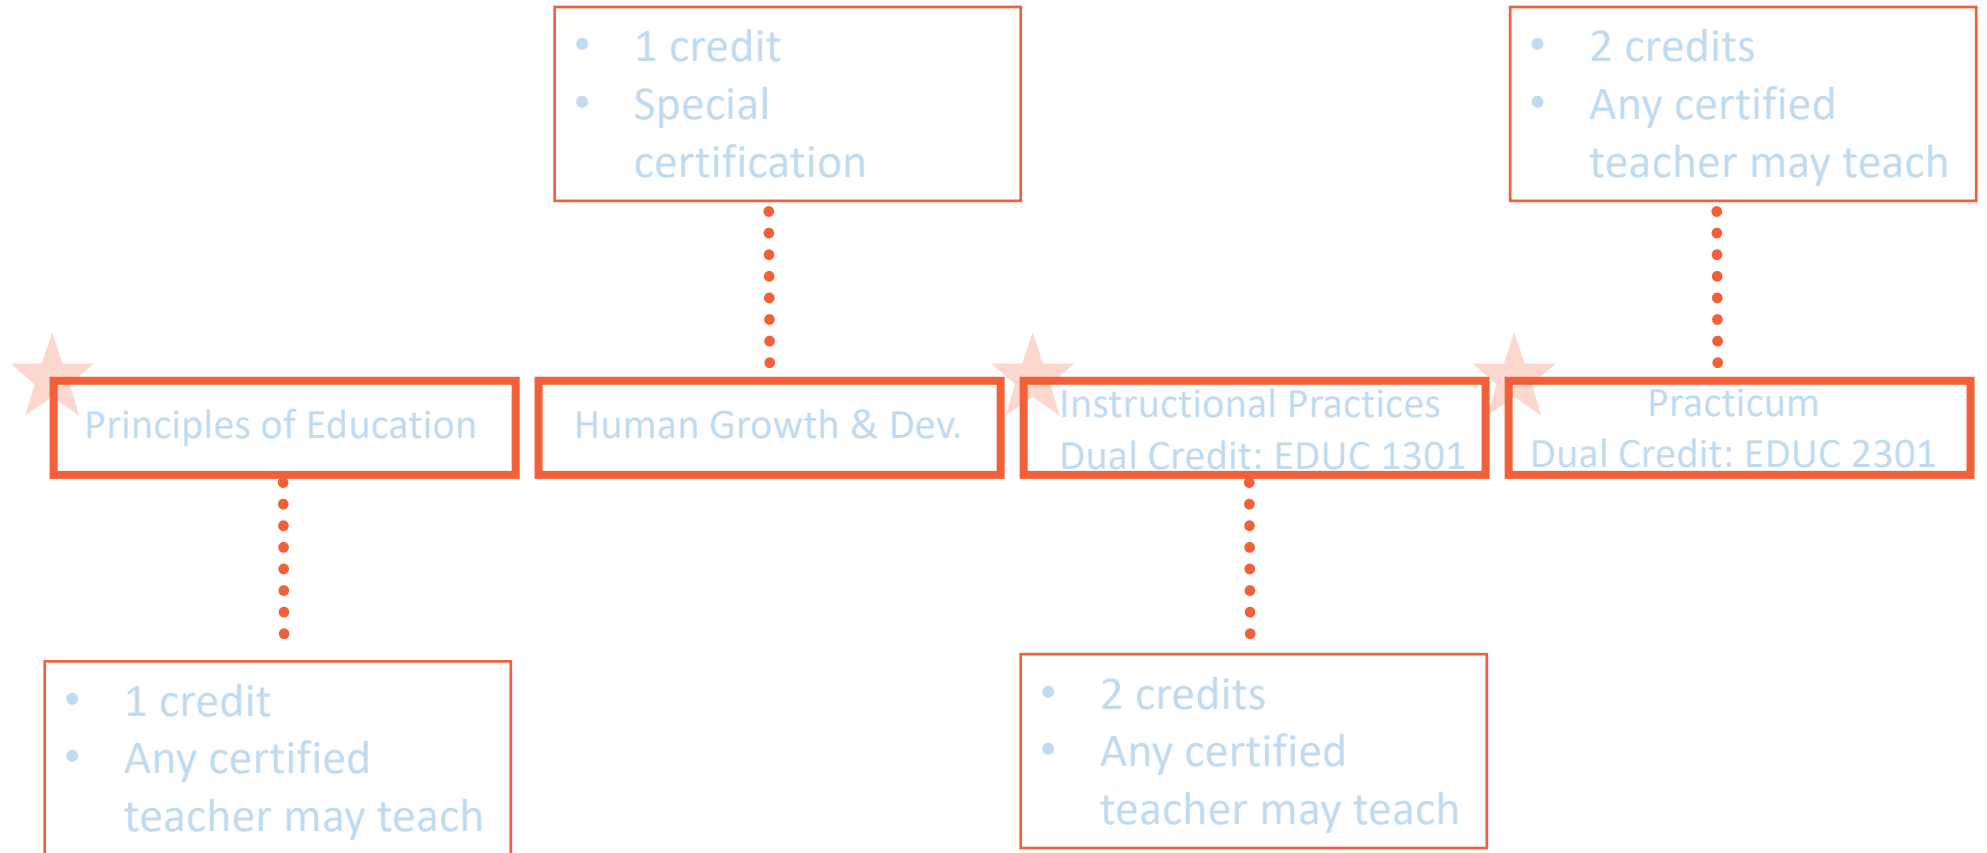 • 1 credit
• Special
certification
• 2 credits
• Any certified
teacher may teach
Principles of Education
Human Growth & Dev.
Instructional Practices
Dual Credit: EDUC 1301
Practicum
Dual Credit: EDUC 2301
• 1 credit
• Any certified
teacher may teach
• 2 credits
• Any certified
teacher may teach